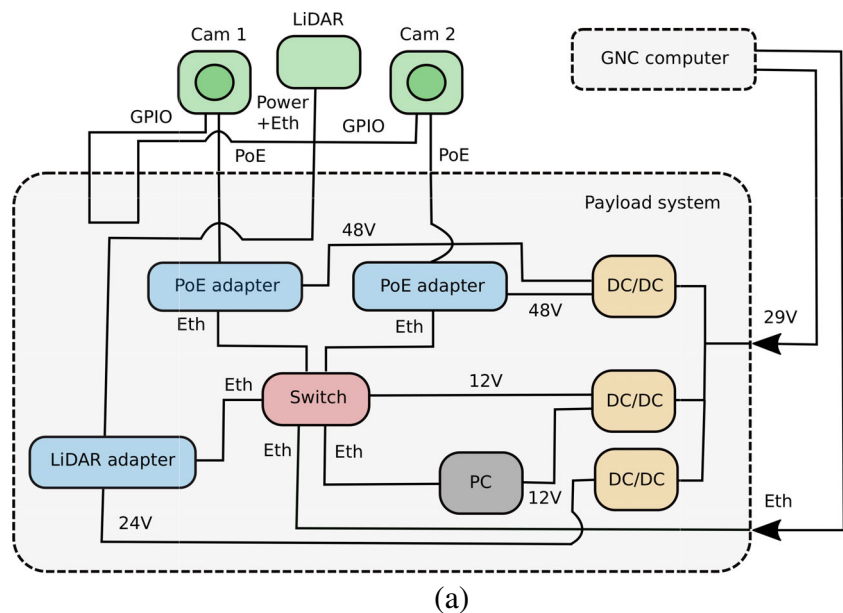 LiDAR
Cam 1
Cam 2
GNC computer
Power
+Eth
GPIO
GPIO
PoE
PoE
Payload system
48V
PoE adapter
PoE adapter
DC/DC
48V
29V
Eth
Eth
Eth
12V
Switch
DC/DC
Eth
Eth
LiDAR adapter
PC
DC/DC
12V
Eth
24V
(a)